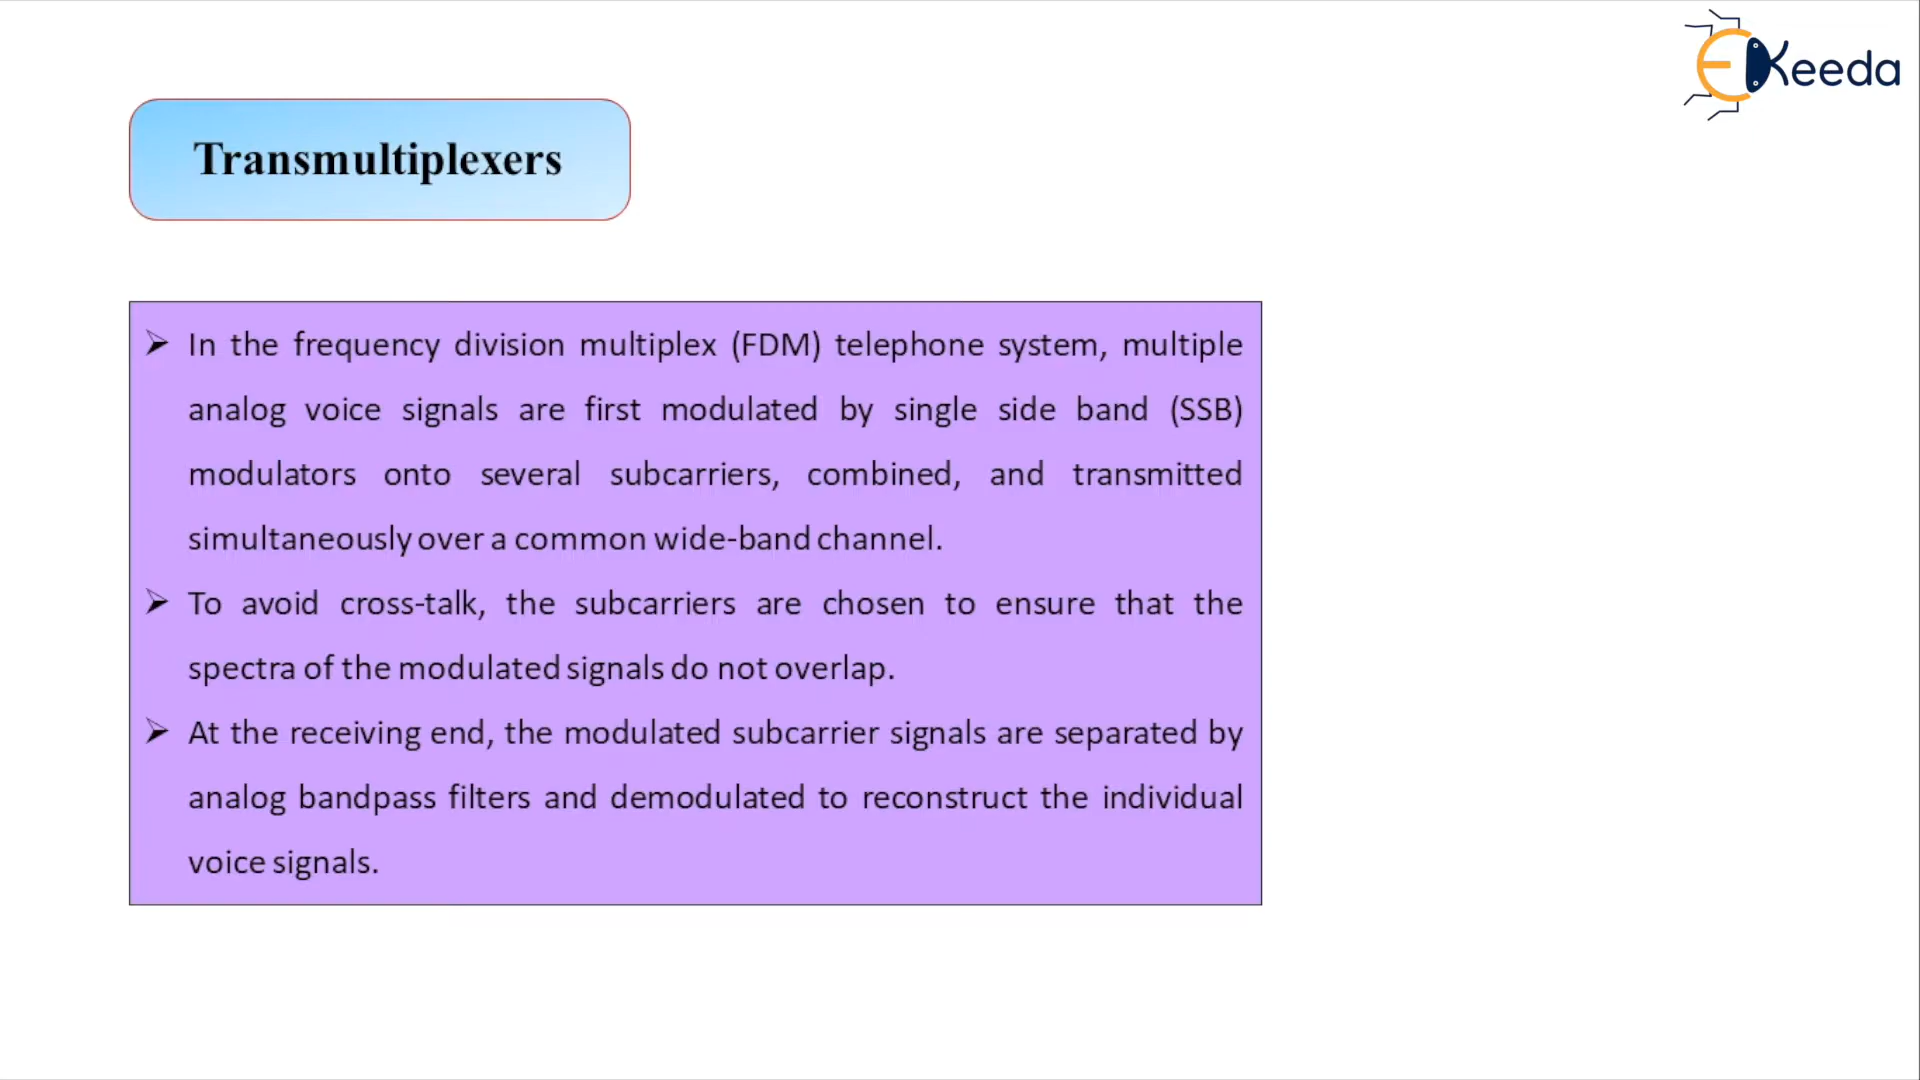 EKeeda
Transmultiplexers
➢ In the frequency division multiplex (FDM) telephone system, multiple
analog voice signals are first modulated by single side band (SSB)
modulators onto several subcarriers, combined, and transmitted
simultaneously over a common wide-band channel.
➢ To avoid cross-talk, the subcarriers are chosen to ensure that the
spectra of the modulated signals do not overlap.
➢ At the receiving end, the modulated subcarrier signals are separated by
analog bandpass filters and demodulated to reconstruct the individual
voice signals.